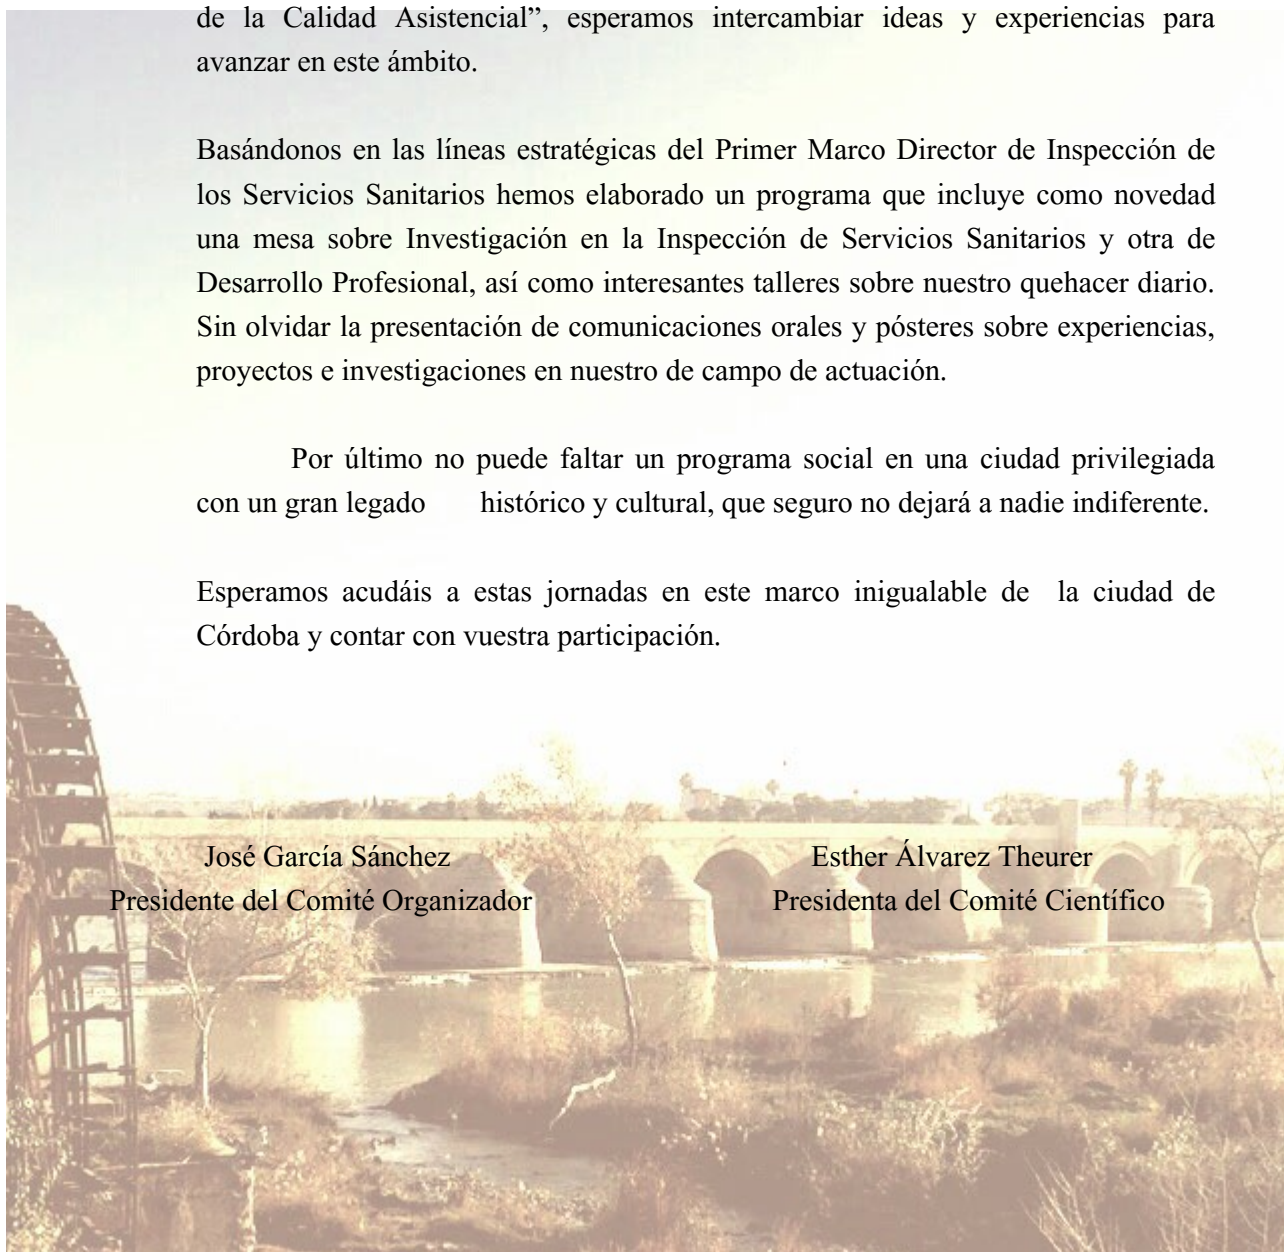 de la Calidad Asistencial”, esperamos intercambiar ideas y experiencias para
avanzar en este ámbito.
Basándonos en las líneas estratégicas del Primer Marco Director de Inspección de
los Servicios Sanitarios hemos elaborado un programa que incluye como novedad
una mesa sobre Investigación en la Inspección de Servicios Sanitarios y otra de
Desarrollo Profesional, así como interesantes talleres sobre nuestro quehacer diario.
Sin olvidar la presentación de comunicaciones orales y pósteres sobre experiencias,
proyectos e investigaciones en nuestro de campo de actuación.
Por último no puede faltar un programa social en una ciudad privilegiada
con un gran legado histórico y cultural, que seguro no dejará a nadie indiferente.
Esperamos acudáis a estas jornadas en este marco inigualable de la ciudad de
Córdoba y contar con vuestra participación.
José García Sánchez Esther Álvarez Theurer
Presidente del Comité Organizador Presidenta del Comité Científico